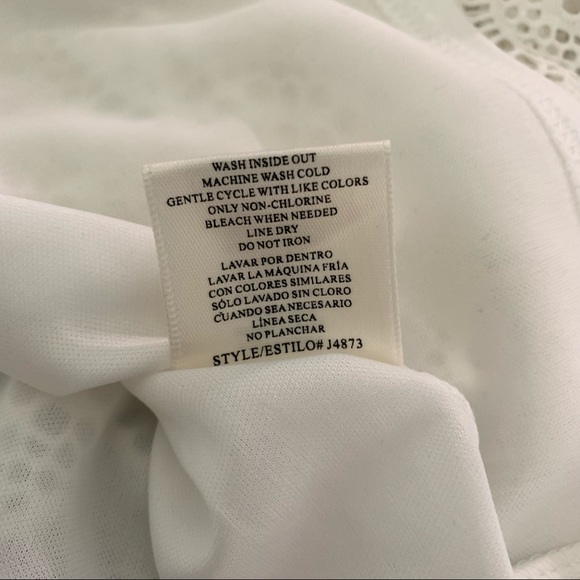 WASH INSIDE OUT
MACHINE WASH COLD
GENTLE CYCLE WITH LIKE COLORS
ONLY NON-CHLORINE
BLEACH WHEN NEEDED
LINE DRY
DO NOT IRON
LAVAR POR DENTRO
LAVAR LA MÁQUINA FRÍA
CON COLORES SIMILARES
SÓLO LAVADO SIN CLORO
CUANDO SEA NECESARIO
LÍNEA SECA
NO PLANCHAR
STYLE/ESTILO# J4873